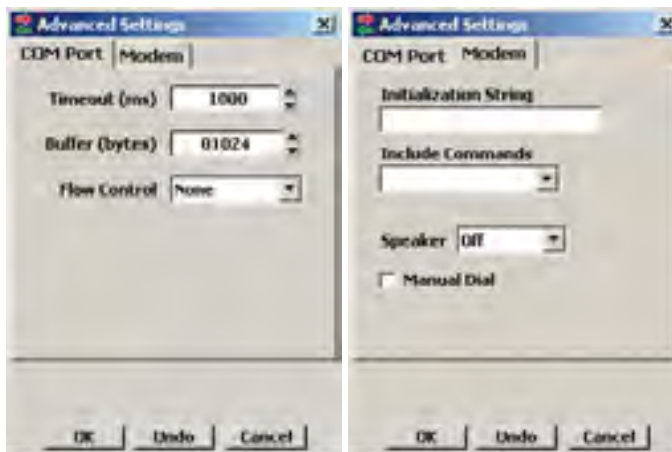 Advanced Settings
COM Port Modem
Timeout (ms) 1000
Buffer (bytes) 01024
Flow Control None
OK Undo Cancel
Advanced Settings
COM Port Modem
Initialization String
Include Commands
Speaker Off
Manual Dial
OK Undo Cancel